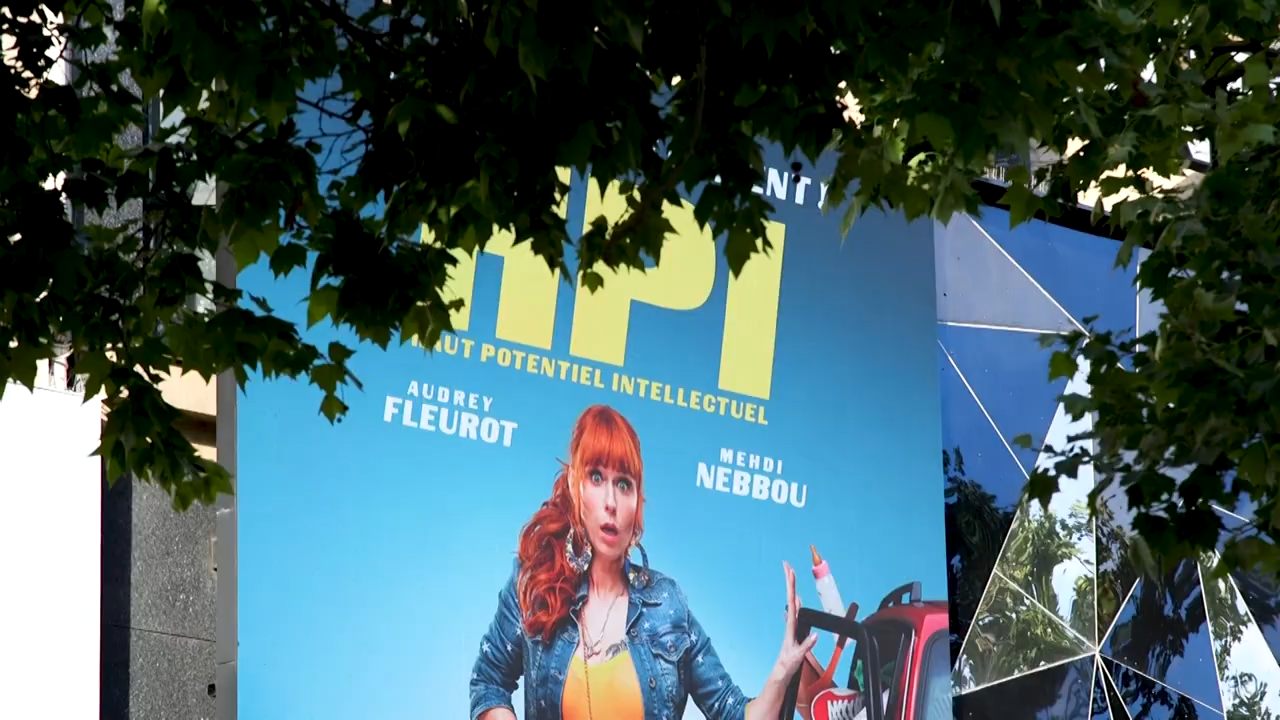 HPI
HAUT POTENTIEL INTELLECTUEL
AUDREY
FLEUROT
MEHDI
NEBBOU